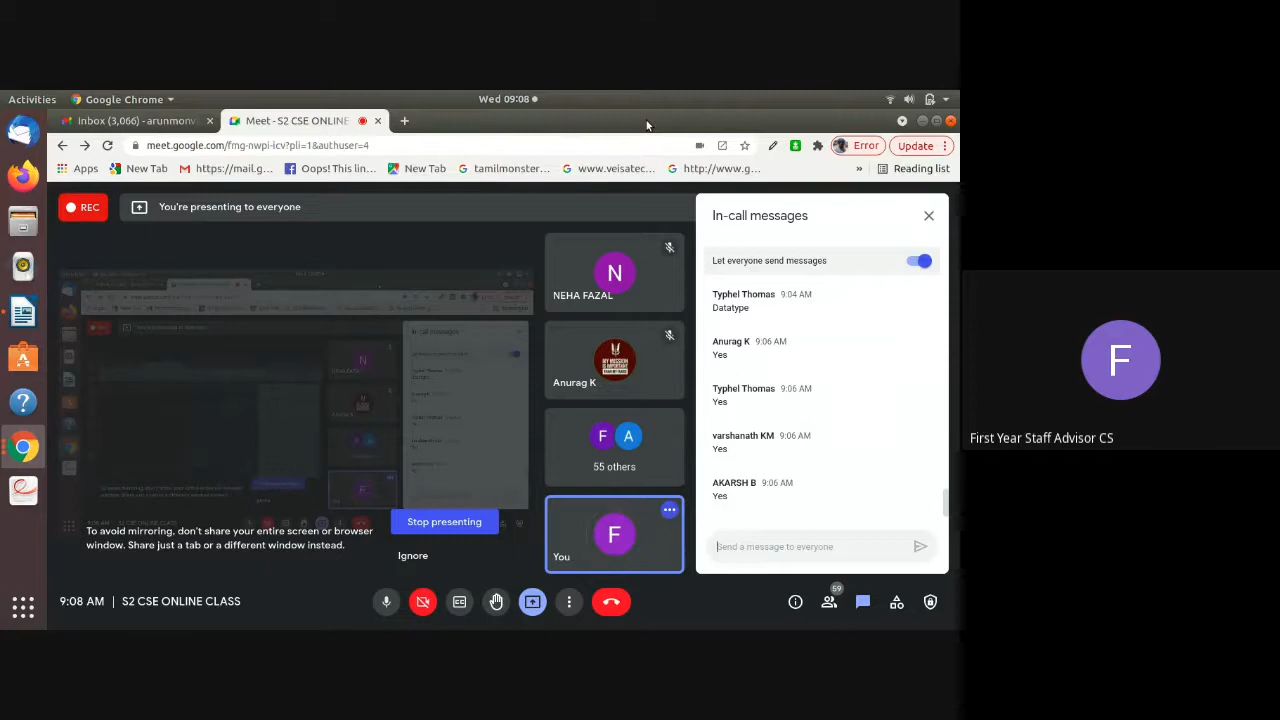 Activities
Google Chrome
Wed 09:08
Inbox (3,066) - arunmonv
Meet - S2 CSE ONLINE
meet.google.com/fmg-nwpi-icv?pli=1&authuser=4
Error
Update
Apps
New Tab
https://mail.g...
Oops! This lin...
New Tab
tamilmonster...
www.veisatec...
http://www.g...
»
Reading list
REC
You're presenting to everyone
In-call messages
Let everyone send messages
N
NEHA FAZAL
Typhel Thomas 9:04 AM
Datatype
Anurag K 9:06 AM
Yes
Anurag K
Typhel Thomas 9:06 AM
Yes
F A
55 others
varshanath KM 9:06 AM
Yes
AKARSH B 9:06 AM
Yes
To avoid mirroring, don't share your entire screen or browser
window. Share just a tab or a different window instead.
Stop presenting
Ignore
F
You
Send a message to everyone
9:08 AM | S2 CSE ONLINE CLASS
59
F
First Year Staff Advisor CS